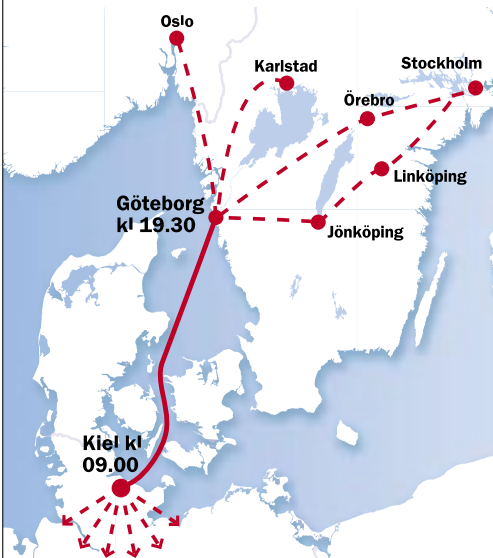 Oslo
Karlstad
Stockholm
Örebro
Linköping
Göteborg
kl 19.30
Jönköping
Kiel kl
09.00